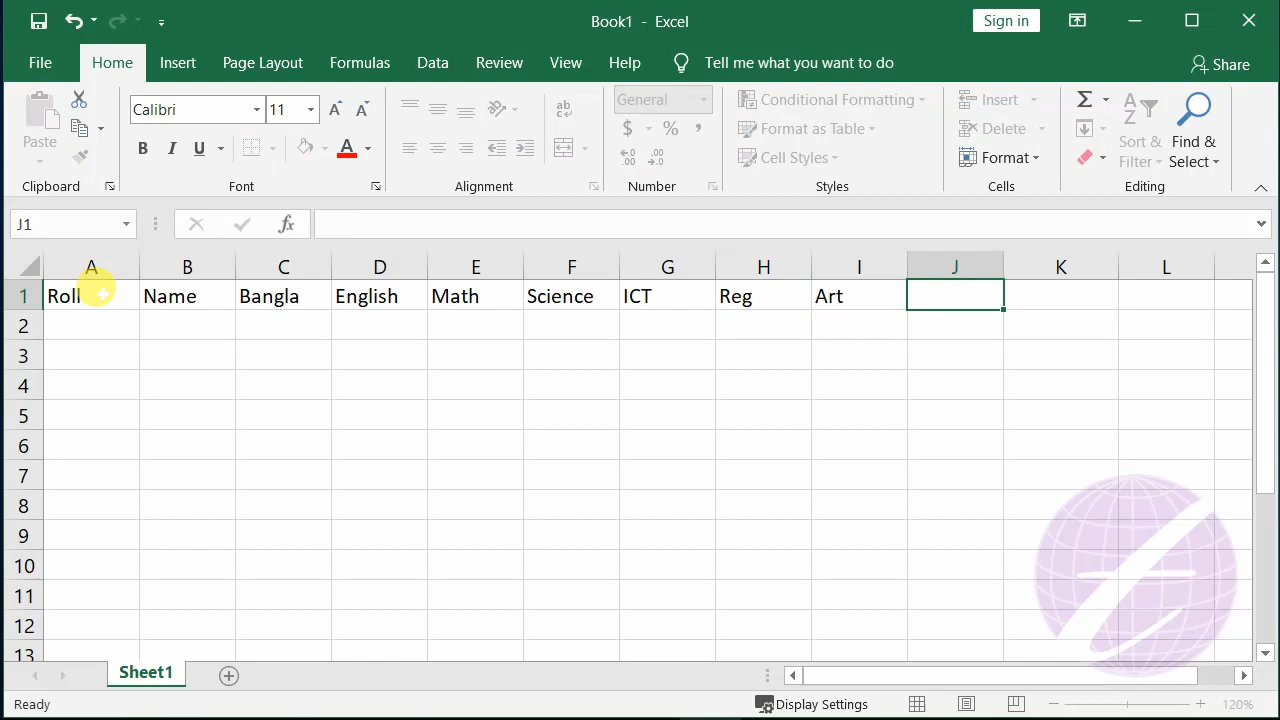 Book1 - Excel
Sign in
File Home Insert Page Layout Formulas Data Review View Help Tell me what you want to do Share
Paste
Clipboard
Calibri 11
B I U A
Font
ab
c
Alignment
General
$ % ,
Number
Conditional Formatting
Format as Table
Cell Styles
Styles
Insert
Delete
Format
Cells
Σ
A
Z
Sort &
Filter
Find &
Select
Editing
J1 fx
A B C D E F G H I J K L
1 Roll Name Bangla English Math Science ICT Reg Art
2
3
4
5
6
7
8
9
10
11
12
13
Sheet1
Ready Display Settings 120%